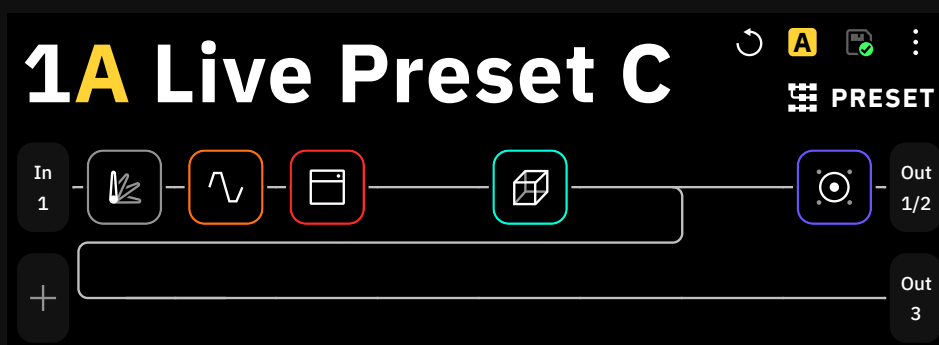 1A Live Preset C
A
PRESET
In
1
Out
1/2
Out
3